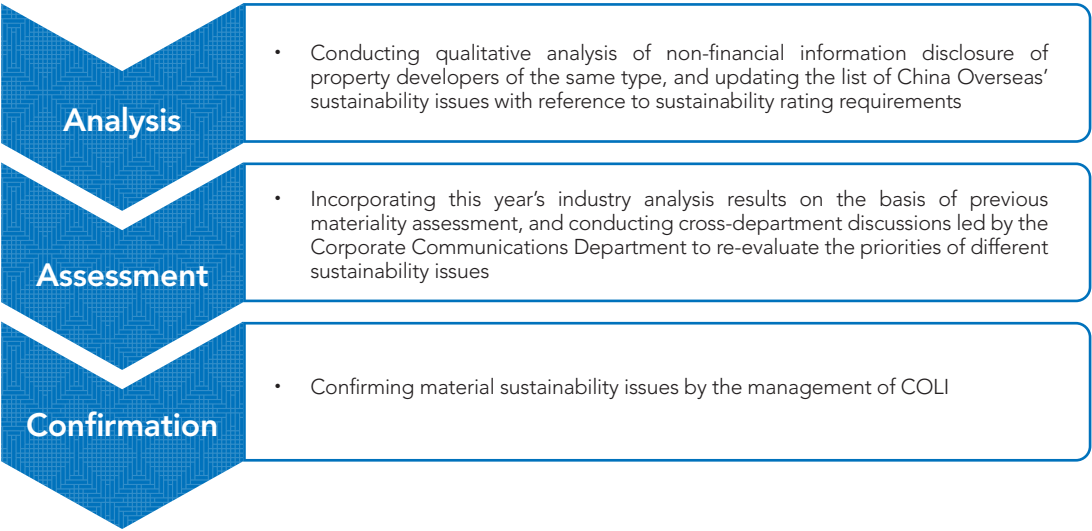 Analysis
• Conducting qualitative analysis of non-financial information disclosure of
property developers of the same type, and updating the list of China Overseas’
sustainability issues with reference to sustainability rating requirements
Assessment
• Incorporating this year’s industry analysis results on the basis of previous
materiality assessment, and conducting cross-department discussions led by the
Corporate Communications Department to re-evaluate the priorities of different
sustainability issues
Confirmation
• Confirming material sustainability issues by the management of COLI